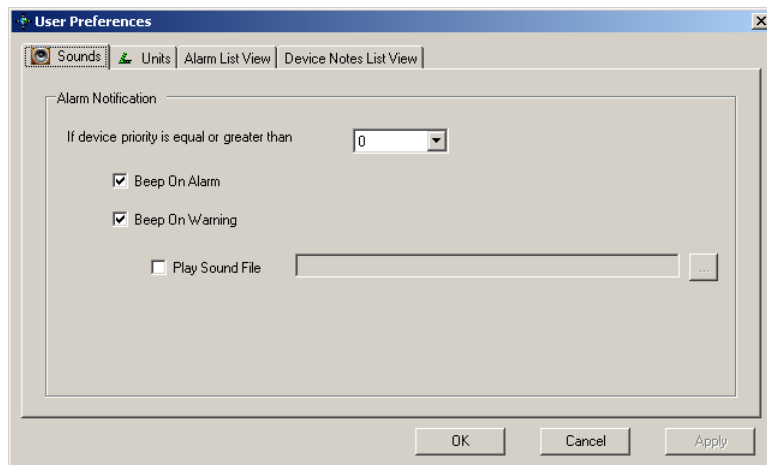 User Preferences
Sounds Units Alarm List View Device Notes List View
Alarm Notification
If device priority is equal or greater than 0
Beep On Alarm
Beep On Warning
Play Sound File ...
OK Cancel Apply